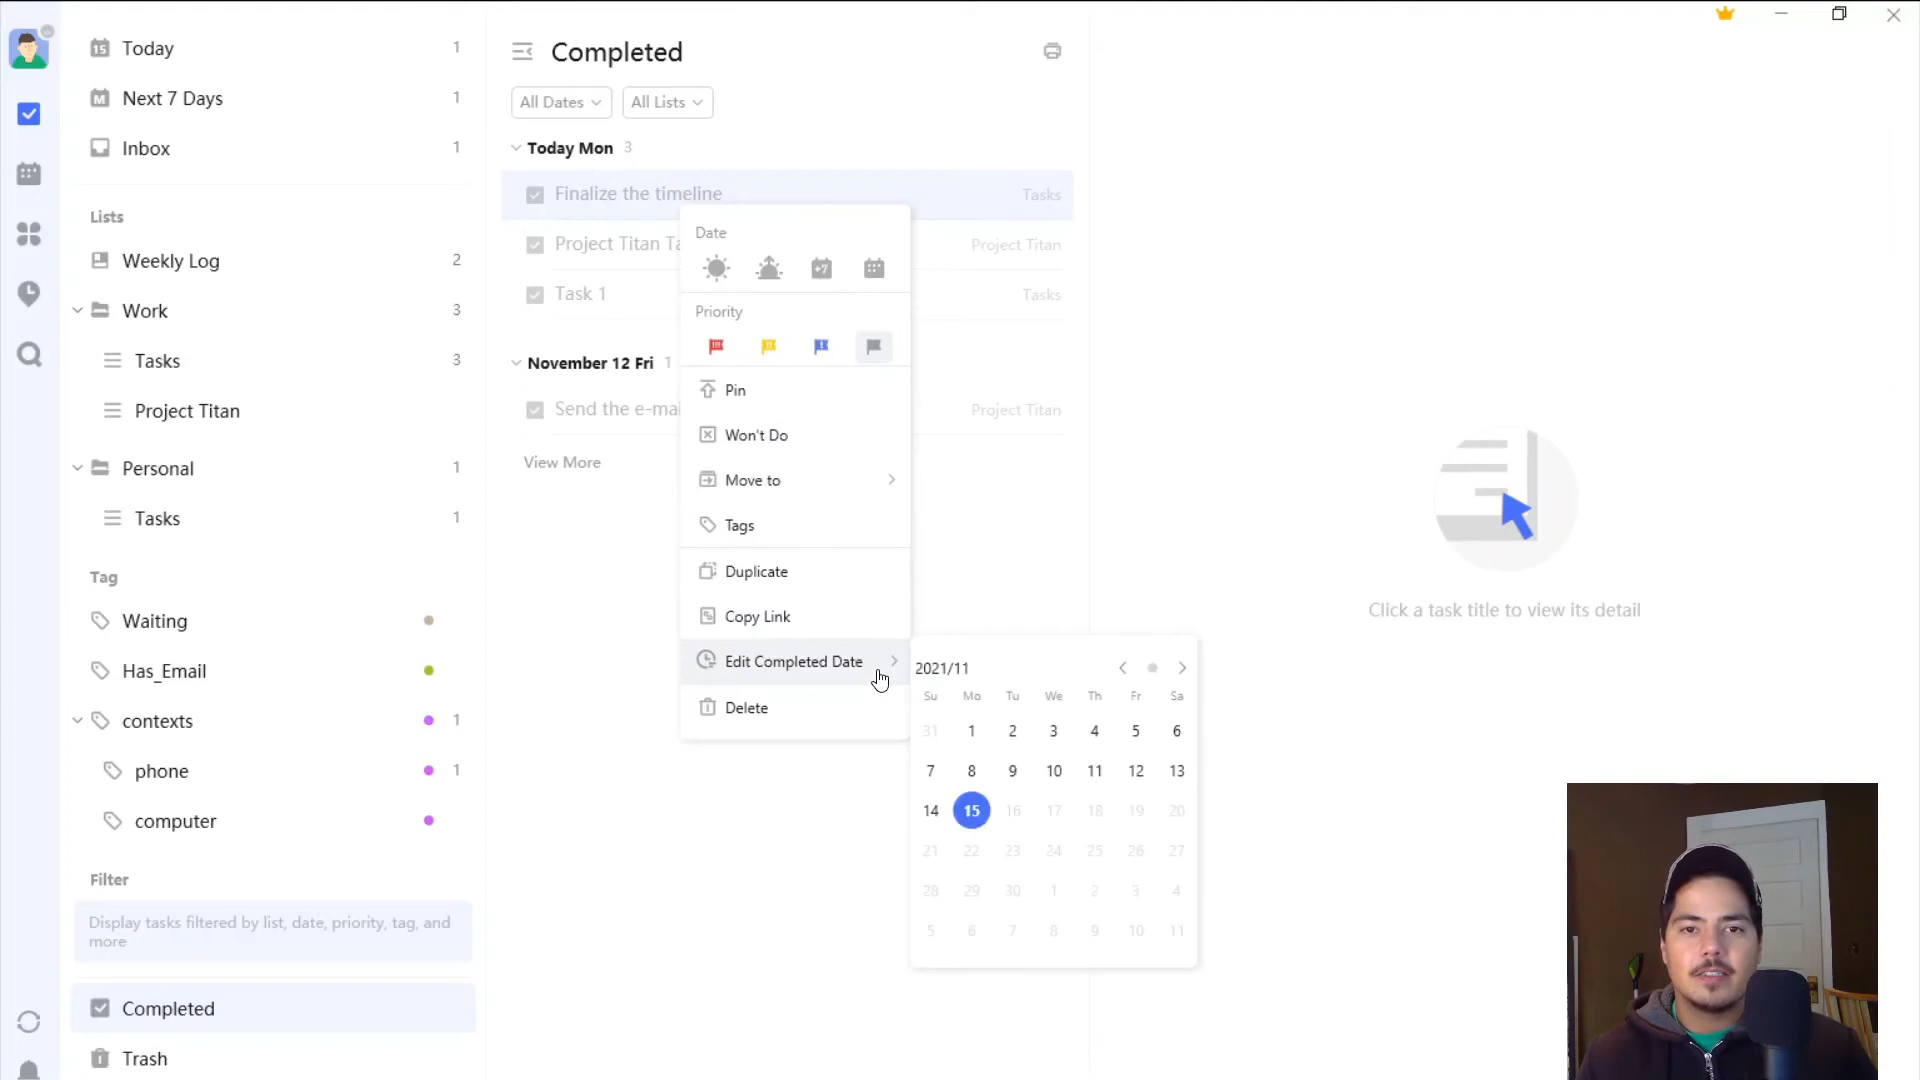 Today 1
Next 7 Days 1
Inbox 1
Lists
Weekly Log 2
Work 3
Tasks 3
Project Titan
Personal 1
Tasks 1
Tag
Waiting
Has_Email
contexts 1
phone 1
computer
Filter
Display tasks filtered by list, date, priority, tag, and
more
Completed
Trash
Completed
All Dates
All Lists
Today Mon 3
Finalize the timeline Tasks
Project Titan Ta Project Titan
Task 1 Tasks
November 12 Fri 1
Send the e-mai Project Titan
View More
Date
+7
Priority
Pin
Won't Do
Move to
Tags
Duplicate
Copy Link
Edit Completed Date
Delete
2021/11
Su Mo Tu We Th Fr Sa
31 1 2 3 4 5 6
7 8 9 10 11 12 13
14 15 16 17 18 19 20
21 22 23 24 25 26 27
28 29 30 1 2 3 4
5 6 7 8 9 10 11
Click a task title to view its detail